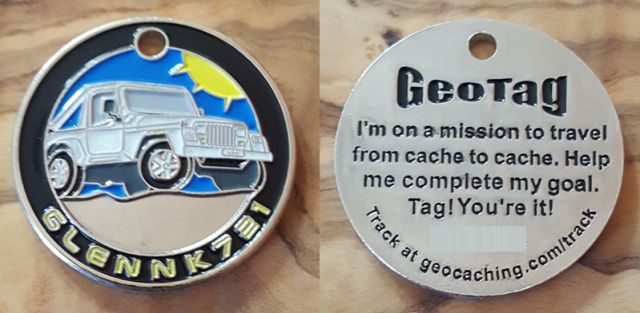 GLENNK731
GEOTAG
I'm on a mission to travel
from cache to cache. Help
me complete my goal.
Tag! You're it!
Track at geocaching.com/track